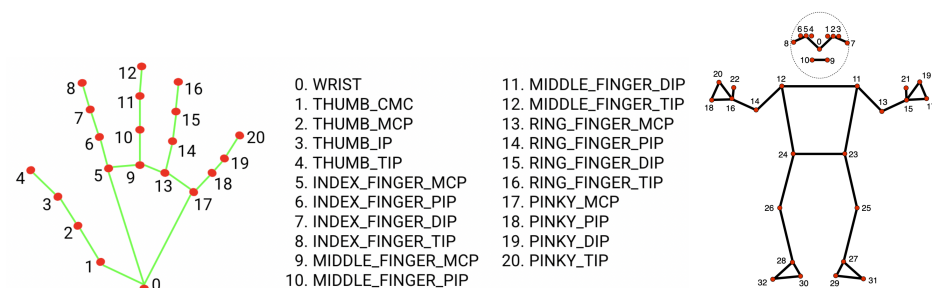 12
16
8
11
7
15
20
10
6
14
19
4
5
9
13
18
3
17
2
1
0
0. WRIST
1. THUMB_CMC
2. THUMB_MCP
3. THUMB_IP
4. THUMB_TIP
5. INDEX_FINGER_MCP
6. INDEX_FINGER_PIP
7. INDEX_FINGER_DIP
8. INDEX_FINGER_TIP
9. MIDDLE_FINGER_MCP
10. MIDDLE_FINGER_PIP
11. MIDDLE_FINGER_DIP
12. MIDDLE_FINGER_TIP
13. RING_FINGER_MCP
14. RING_FINGER_PIP
15. RING_FINGER_DIP
16. RING_FINGER_TIP
17. PINKY_MCP
18. PINKY_PIP
19. PINKY_DIP
20. PINKY_TIP
6 5 4 1 2 3
8 0 7
10 9
20 22 12 11 21 19
18 16 14 13 15
24 23
26 25
28 27
32 30 29 31